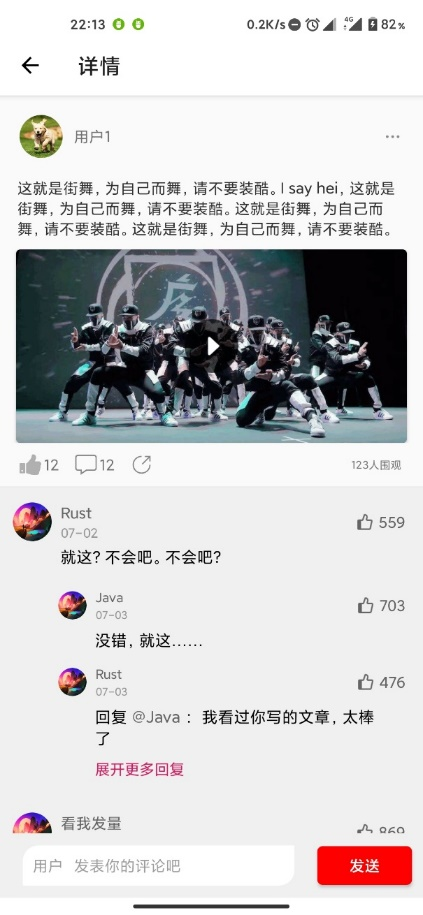 22:13 0.2K/s 4G 82%
详情
用户1
这就是街舞，为自己而舞，请不要装酷。I say hei，这就是
街舞，为自己而舞，请不要装酷。这就是街舞，为自己而
舞，请不要装酷。这就是街舞，为自己而舞，请不要装酷。
12 12 123人围观
Rust 559
07-02
就这？不会吧。不会吧？
Java 703
07-03
没错，就这……
Rust 476
07-03
回复 @Java ： 我看过你写的文章，太棒
了
展开更多回复
看我发量 869
用户 发表你的评论吧 发送